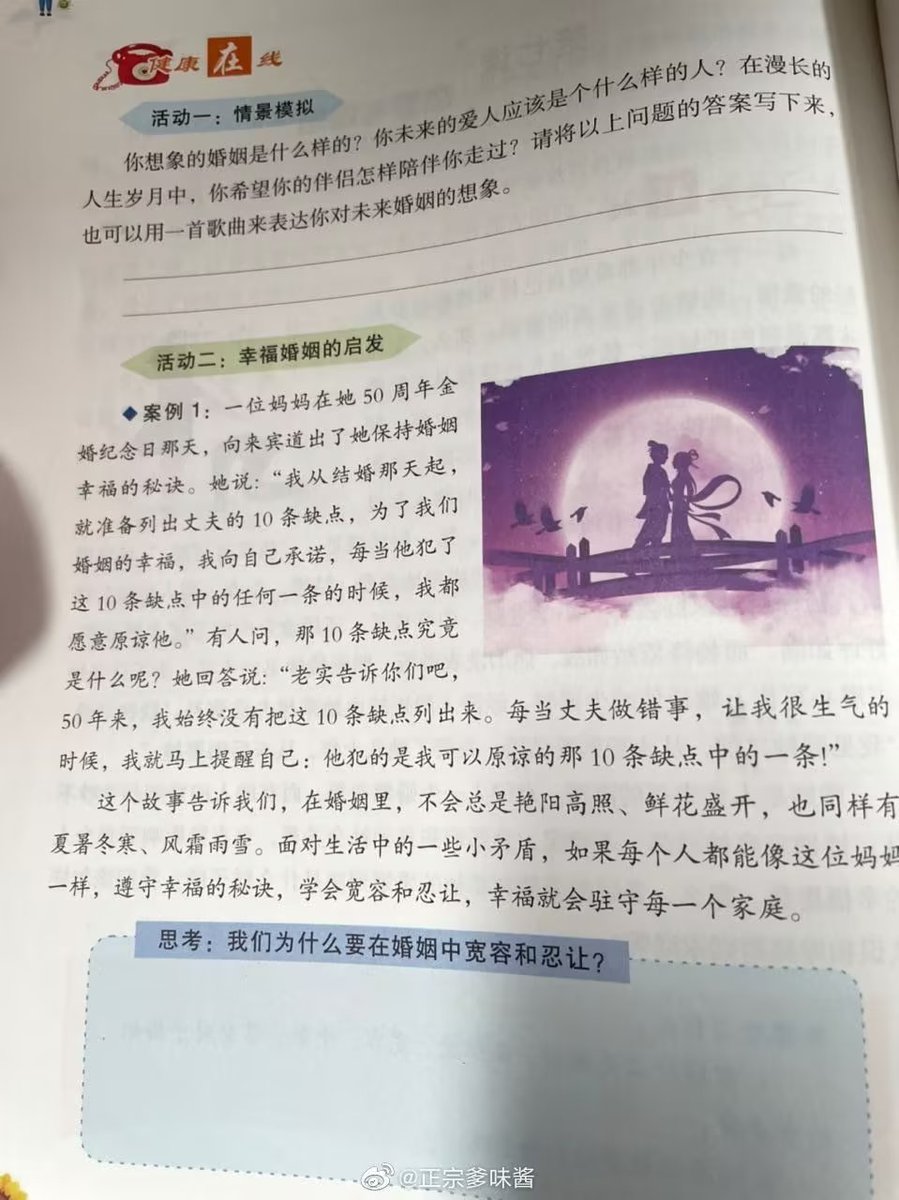 健康在线
活动一：情景模拟
你想象的婚姻是什么样的？你未来的爱人应该是个什么样的人？在漫长的
人生岁月中，你希望你的伴侣怎样陪伴你走过？请将以上问题的答案写下来，
也可以用一首歌曲来表达你对未来婚姻的想象。
活动二：幸福婚姻的启发
◆案例1：一位妈妈在她50周年金
婚纪念日那天，向来宾道出了她保持婚姻
幸福的秘诀。她说：“我从结婚那天起，
就准备列出丈夫的10条缺点，为了我们
婚姻的幸福，我向自己承诺，每当他犯了
这10条缺点中的任何一条的时候，我都
愿意原谅他。”有人问，那10条缺点究竟
是什么呢？她回答说：“老实告诉你们吧，
50年来，我始终没有把这10条缺点列出来。每当丈夫做错事，让我很生气的
时候，我就马上提醒自己：他犯的是我可以原谅的那10条缺点中的一条！”
这个故事告诉我们，在婚姻里，不会总是艳阳高照、鲜花盛开，也同样有
夏暑冬寒、风霜雨雪。面对生活中的一些小矛盾，如果每个人都能像这位妈妈
一样，遵守幸福的秘诀，学会宽容和忍让，幸福就会驻守每一个家庭。
思考：我们为什么要在婚姻中宽容和忍让？
@正宗爹味酱